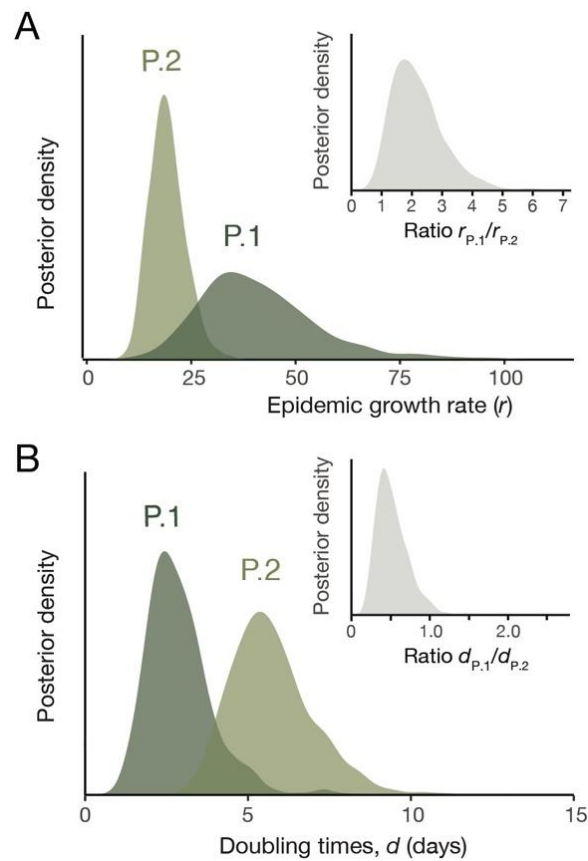 A
P.2
P.1
Posterior density
0 25 50 75 100
Epidemic growth rate (r)
Posterior density
0 1 2 3 4 5 6 7
Ratio rP.1/rP.2
B
P.1
P.2
Posterior density
0 5 10 15
Doubling times, d (days)
Posterior density
0 1.0 2.0
Ratio dP.1/dP.2